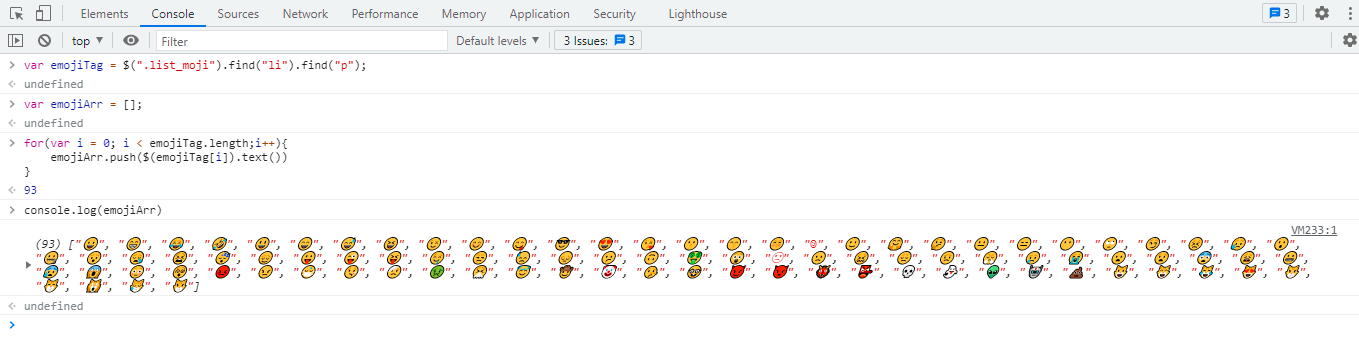 Elements Console Sources Network Performance Memory Application Security Lighthouse 3
top Filter Default levels 3 Issues: 3
> var emojiTag = $(".list_moji").find("li").find("p");
undefined
> var emojiArr = [];
undefined
> for(var i = 0; i < emojiTag.length;i++){
emojiArr.push($(emojiTag[i]).text())
}
93
> console.log(emojiArr)
VM233:1
(93) [
]
undefined
>